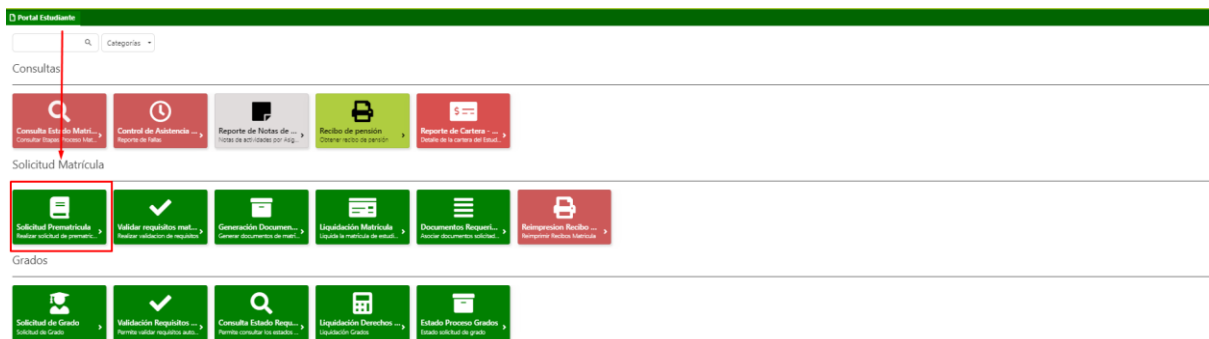 Portal Estudiante
Categorías
Consultas
Consulta Estado Matri...
Consultar Etapas Proceso Mat...
Control de Asistencia ...
Reporte de Fallas
Reporte de Notas de ...
Notas de actividades por Asig...
Recibo de pensión
Obtener recibo de pensión
Reporte de Cartera - ...
Detalle de la cartera del Estud...
Solicitud Matrícula
Solicitud Prematricula
Realizar solicitud de prematric...
Validar requisitos mat...
Realizar validacion de requisitos
Generación Documen...
Generar documentos de matrí...
Liquidación Matricula
Liquida la matrícula de estudi...
Documentos Requeri...
Asociar documentos solicitad...
Reimpresion Recibo ...
Reimprimir Recibos Matricula
Grados
Solicitud de Grado
Solicitud de Grado
Validación Requisitos ...
Permite validar requisitos auto...
Consulta Estado Requ...
Permite consultar los estados ...
Liquidación Derechos ...
Liquidación Grados
Estado Proceso Grados
Estado solicitud de grado